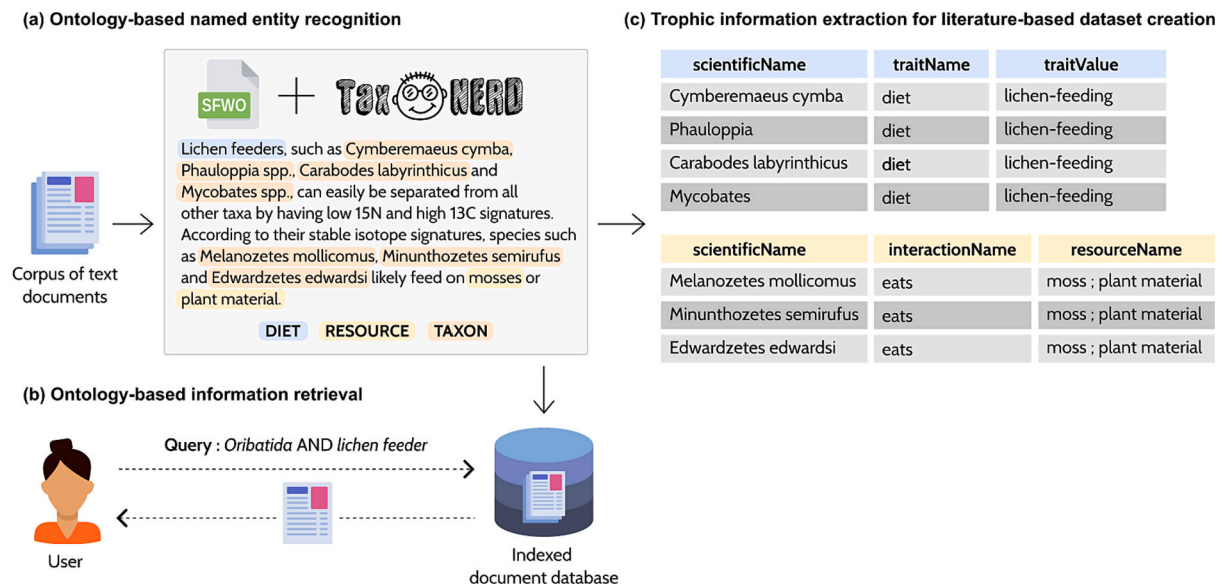 (a) Ontology-based named entity recognition
SFWO
Tax NERD
Lichen feeders, such as Cymberemaeus cymba,
Phauloppia spp., Carabodes labyrinthicus and
Mycobates spp., can easily be separated from all
other taxa by having low 15N and high 13C signatures.
According to their stable isotope signatures, species such
as Melanozetes mollicomus, Minunthozetes semirufus
and Edwardzetes edwardsi likely feed on mosses or
plant material.
DIET RESOURCE TAXON
Corpus of text
documents
(b) Ontology-based information retrieval
Query : Oribatida AND lichen feeder
User
Indexed
document database
(c) Trophic information extraction for literature-based dataset creation
scientificName traitName traitValue
Cymberemaeus cymba diet lichen-feeding
Phauloppia diet lichen-feeding
Carabodes labyrinthicus diet lichen-feeding
Mycobates diet lichen-feeding
scientificName interactionName resourceName
Melanozetes mollicomus eats moss ; plant material
Minunthozetes semirufus eats moss ; plant material
Edwardzetes edwardsi eats moss ; plant material